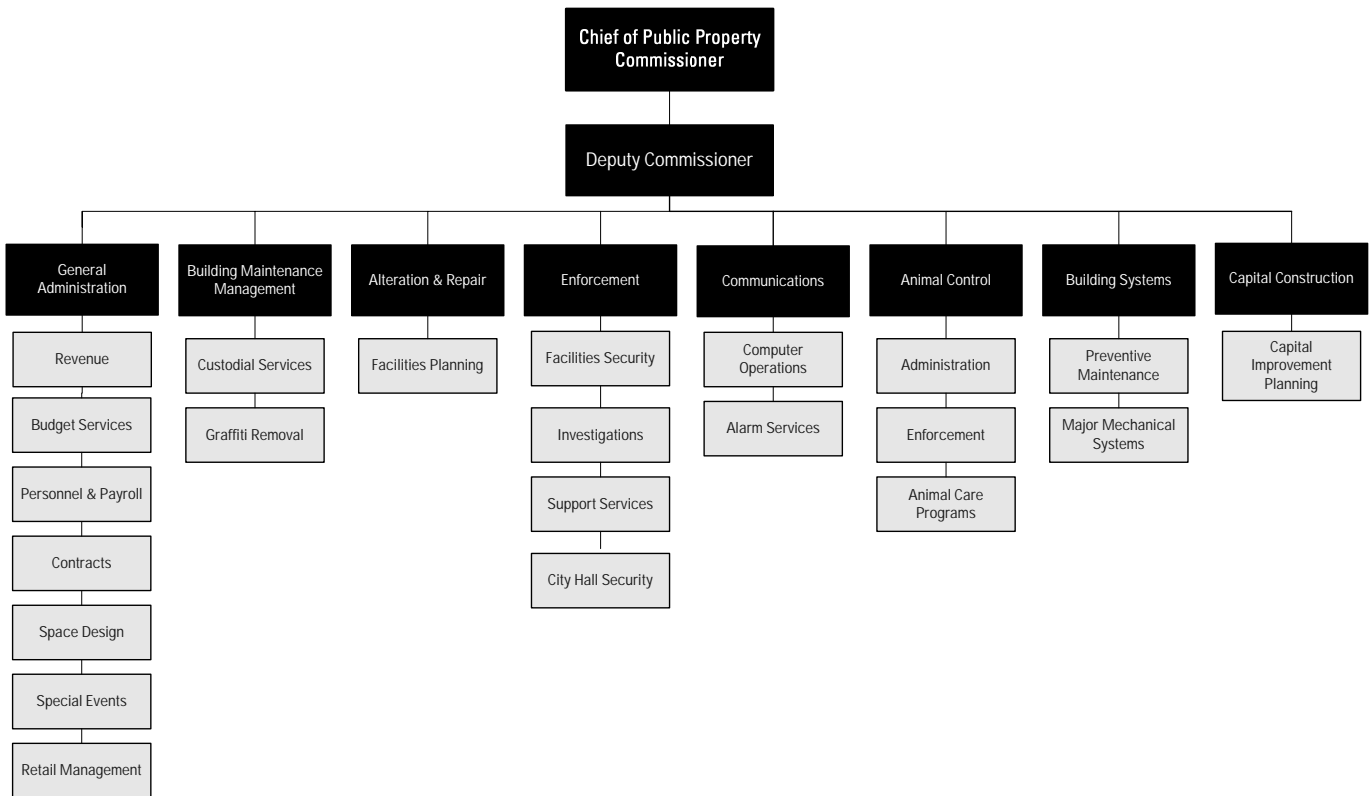 Chief of Public Property
Commissioner
Deputy Commissioner
General
Administration
Building Maintenance
Management
Alteration & Repair
Enforcement
Communications
Animal Control
Building Systems
Capital Construction
Revenue
Budget Services
Personnel & Payroll
Contracts
Space Design
Special Events
Retail Management
Custodial Services
Graffiti Removal
Facilities Planning
Facilities Security
Investigations
Support Services
City Hall Security
Computer
Operations
Alarm Services
Administration
Enforcement
Animal Care
Programs
Preventive
Maintenance
Major Mechanical
Systems
Capital
Improvement
Planning